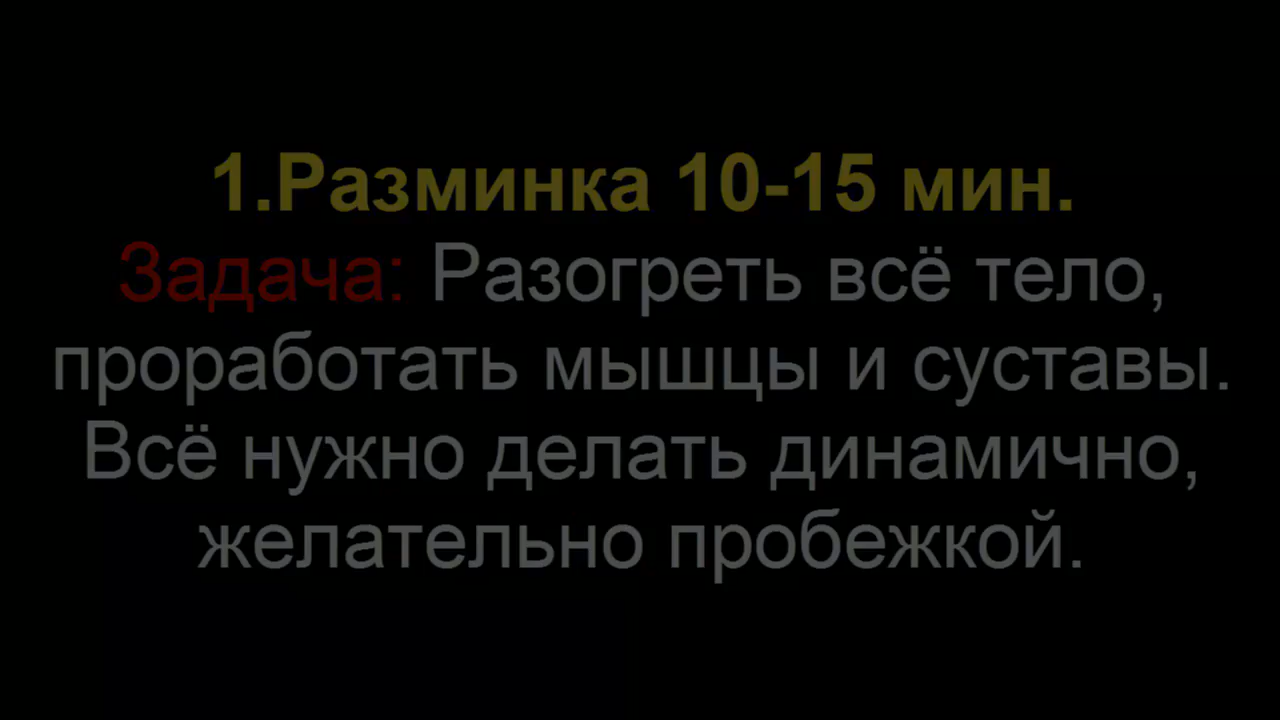 1.Разминка 10-15 мин.
Задача: Разогреть всё тело,
проработать мышцы и суставы.
Всё нужно делать динамично,
желательно пробежкой.